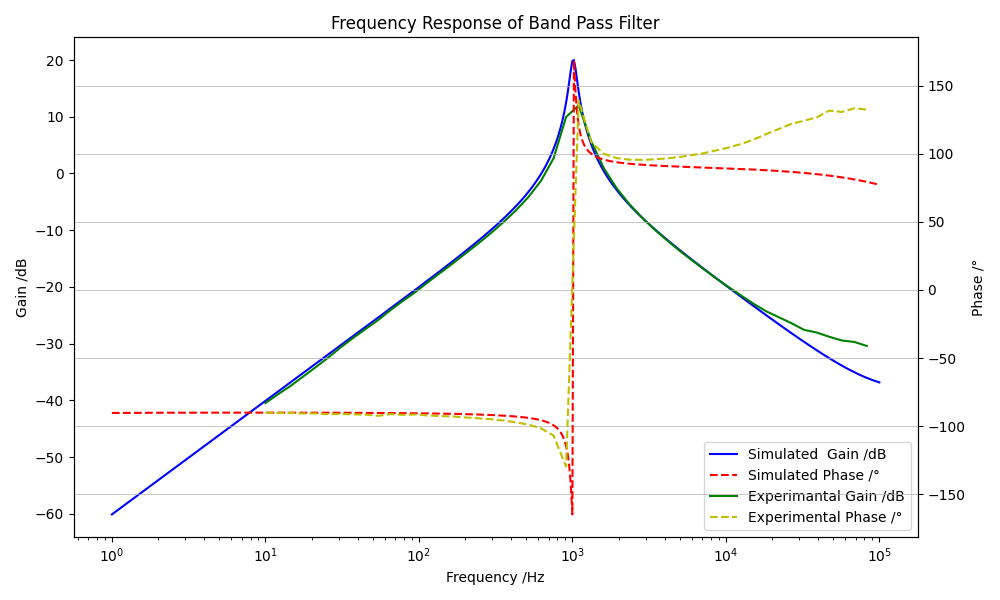 Frequency Response of Band Pass Filter
Gain /dB
20
10
0
−10
−20
−30
−40
−50
−60
150
100
50
0
−50
−100
−150
Phase /°
Simulated  Gain /dB
Simulated Phase /°
Experimantal Gain /dB
Experimental Phase /°
10⁰ 10¹ 10² 10³ 10⁴ 10⁵
Frequency /Hz